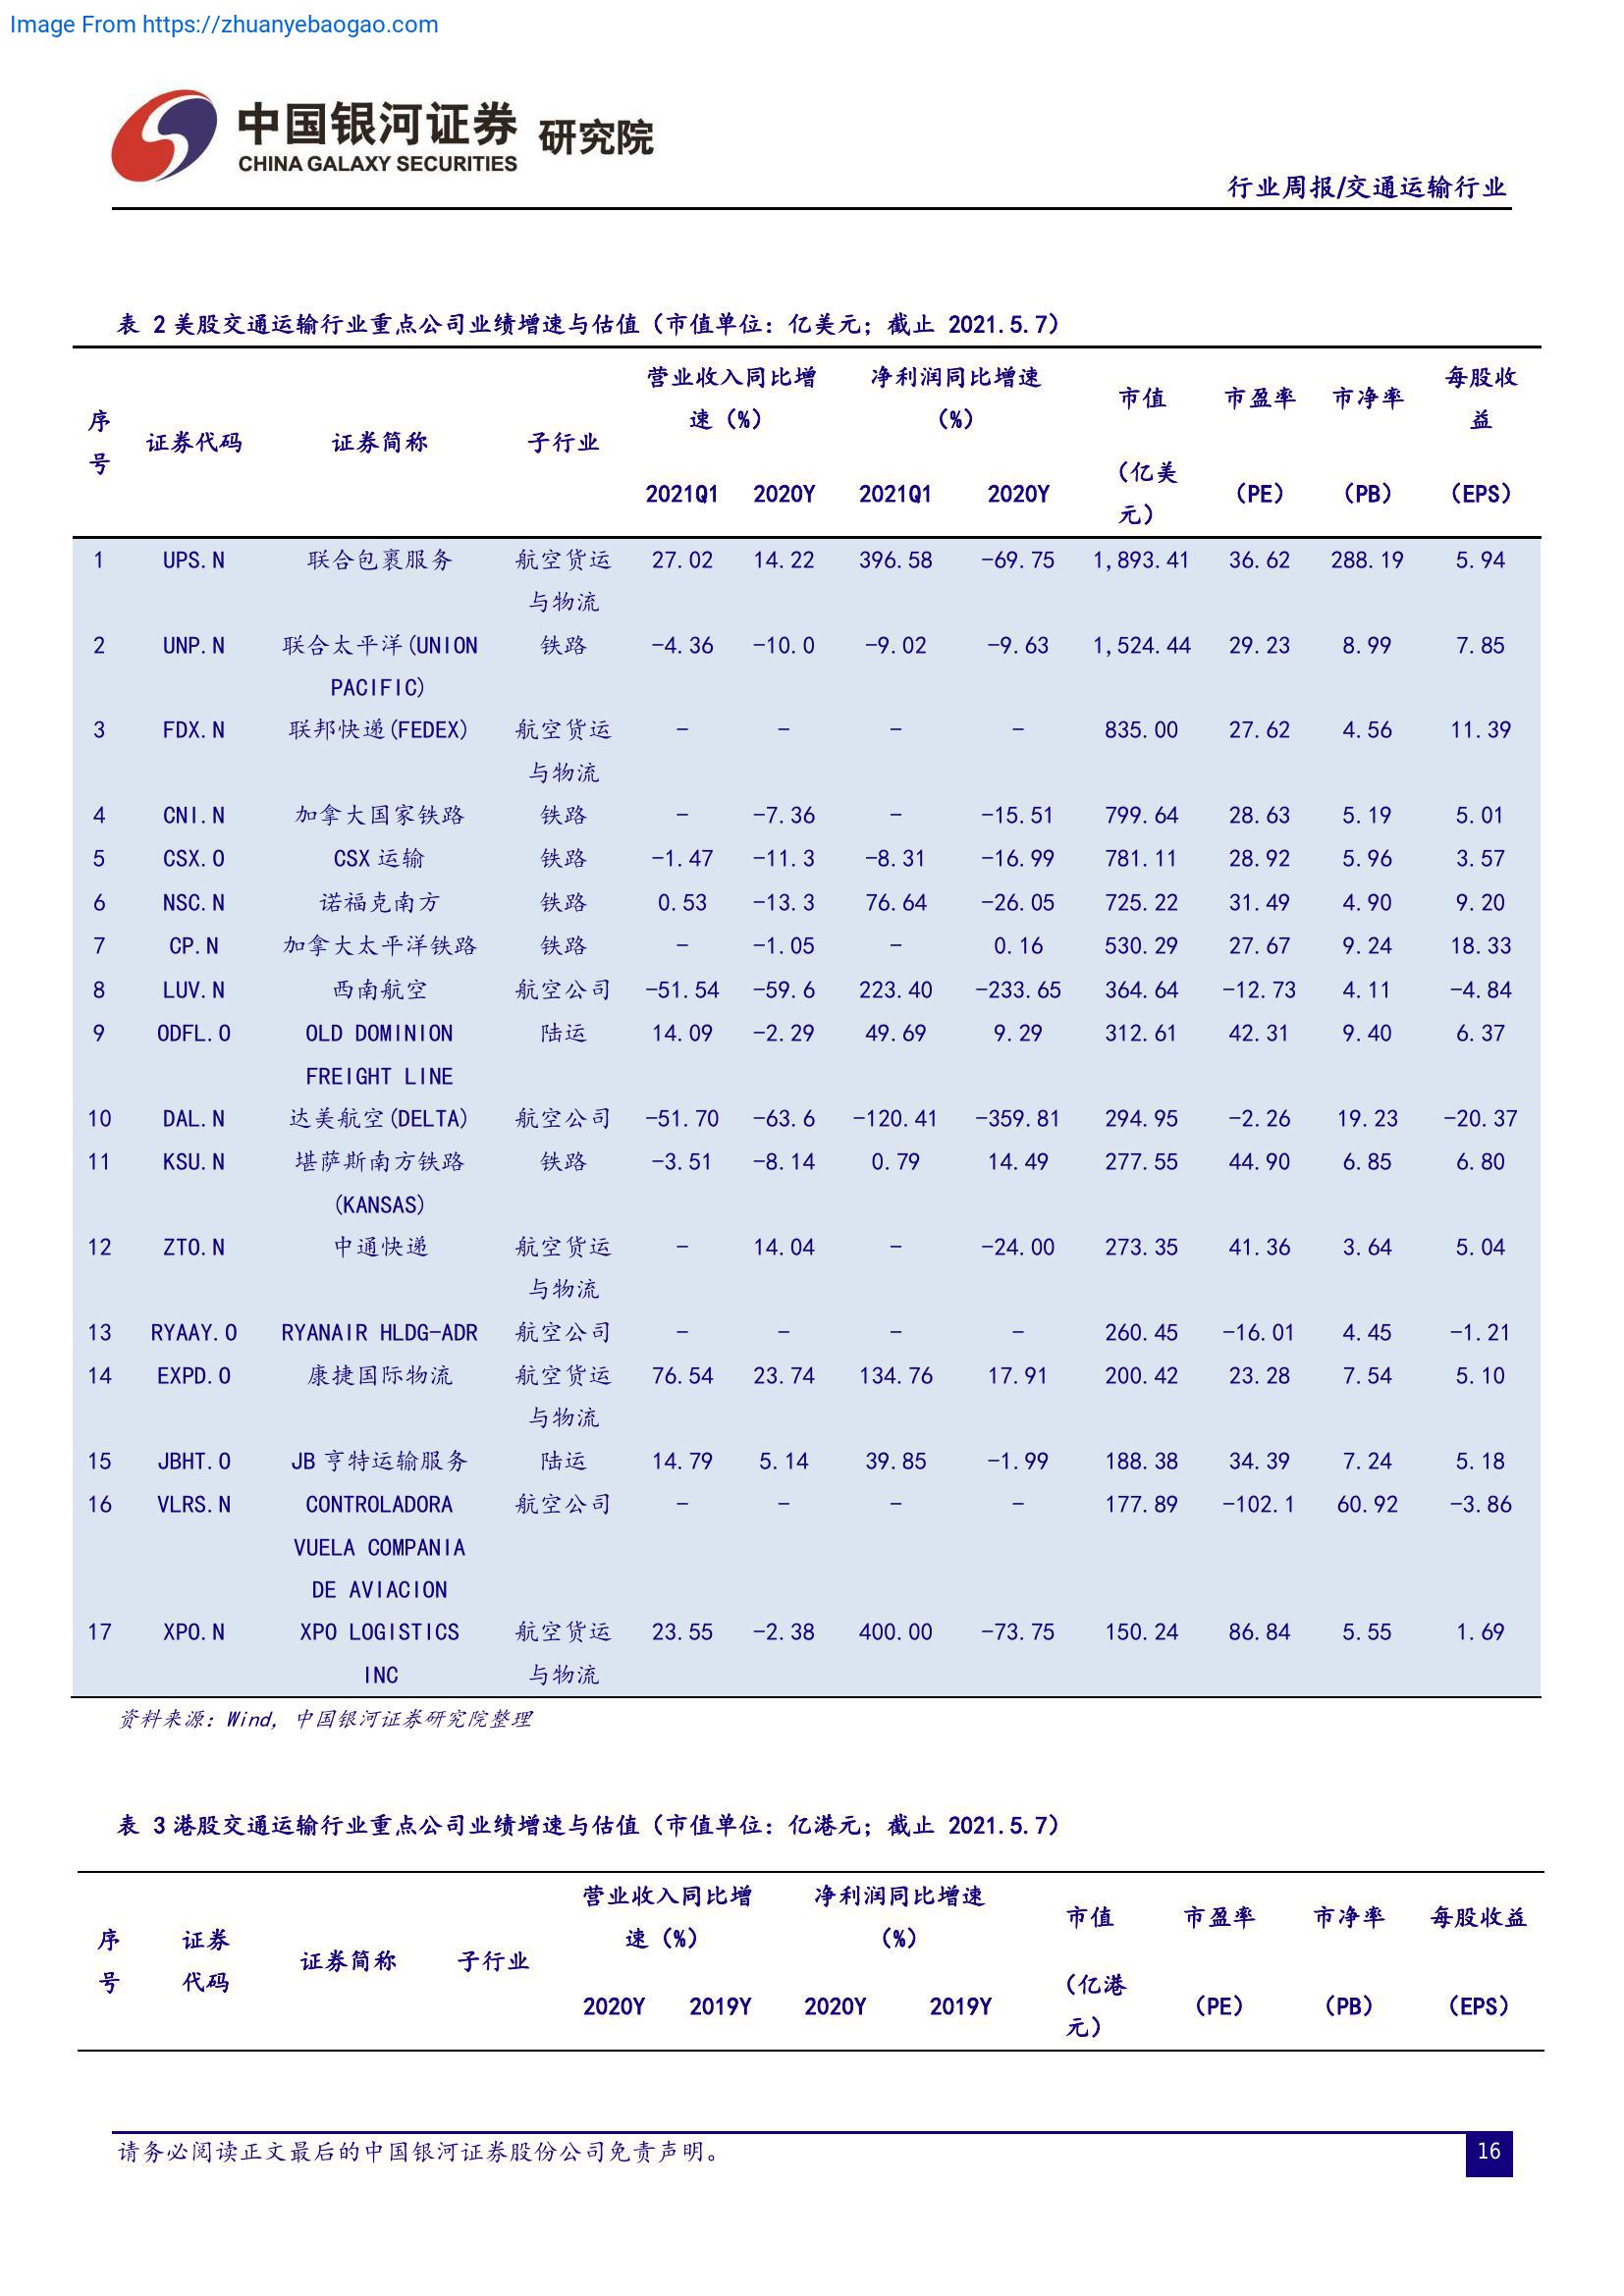 Image From https://zhuanyebaogao.com
中国银河证券 研究院
CHINA GALAXY SECURITIES
行业周报/交通运输行业
表 2 美股交通运输行业重点公司业绩增速与估值（市值单位：亿美元；截止 2021.5.7）
序号 证券代码 证券简称 子行业 营业收入同比增速（%） 净利润同比增速（%） 市值 市盈率 市净率 每股收益
2021Q1 2020Y 2021Q1 2020Y （亿美元） （PE） （PB） （EPS）
1 UPS.N 联合包裹服务 航空货运 27.02 14.22 396.58 -69.75 1,893.41 36.62 288.19 5.94
与物流
2 UNP.N 联合太平洋(UNION 铁路 -4.36 -10.0 -9.02 -9.63 1,524.44 29.23 8.99 7.85
PACIFIC)
3 FDX.N 联邦快递(FEDEX) 航空货运 - - - - 835.00 27.62 4.56 11.39
与物流
4 CNI.N 加拿大国家铁路 铁路 - -7.36 - -15.51 799.64 28.63 5.19 5.01
5 CSX.O CSX 运输 铁路 -1.47 -11.3 -8.31 -16.99 781.11 28.92 5.96 3.57
6 NSC.N 诺福克南方 铁路 0.53 -13.3 76.64 -26.05 725.22 31.49 4.90 9.20
7 CP.N 加拿大太平洋铁路 铁路 - -1.05 - 0.16 530.29 27.67 9.24 18.33
8 LUV.N 西南航空 航空公司 -51.54 -59.6 223.40 -233.65 364.64 -12.73 4.11 -4.84
9 ODFL.O OLD DOMINION 陆运 14.09 -2.29 49.69 9.29 312.61 42.31 9.40 6.37
FREIGHT LINE
10 DAL.N 达美航空(DELTA) 航空公司 -51.70 -63.6 -120.41 -359.81 294.95 -2.26 19.23 -20.37
11 KSU.N 堪萨斯南方铁路 铁路 -3.51 -8.14 0.79 14.49 277.55 44.90 6.85 6.80
(KANSAS)
12 ZTO.N 中通快递 航空货运 - 14.04 - -24.00 273.35 41.36 3.64 5.04
与物流
13 RYAAY.O RYANAIR HLDG-ADR 航空公司 - - - - 260.45 -16.01 4.45 -1.21
14 EXPD.O 康捷国际物流 航空货运 76.54 23.74 134.76 17.91 200.42 23.28 7.54 5.10
与物流
15 JBHT.O JB 亨特运输服务 陆运 14.79 5.14 39.85 -1.99 188.38 34.39 7.24 5.18
16 VLRS.N CONTROLADORA 航空公司 - - - - 177.89 -102.1 60.92 -3.86
VUELA COMPANIA
DE AVIACION
17 XPO.N XPO LOGISTICS 航空货运 23.55 -2.38 400.00 -73.75 150.24 86.84 5.55 1.69
INC 与物流
资料来源：Wind，中国银河证券研究院整理
表 3 港股交通运输行业重点公司业绩增速与估值（市值单位：亿港元；截止 2021.5.7）
序号 证券代码 证券简称 子行业 营业收入同比增速（%） 净利润同比增速（%） 市值 市盈率 市净率 每股收益
2020Y 2019Y 2020Y 2019Y （亿港元） （PE） （PB） （EPS）
请务必阅读正文最后的中国银河证券股份公司免责声明。
16